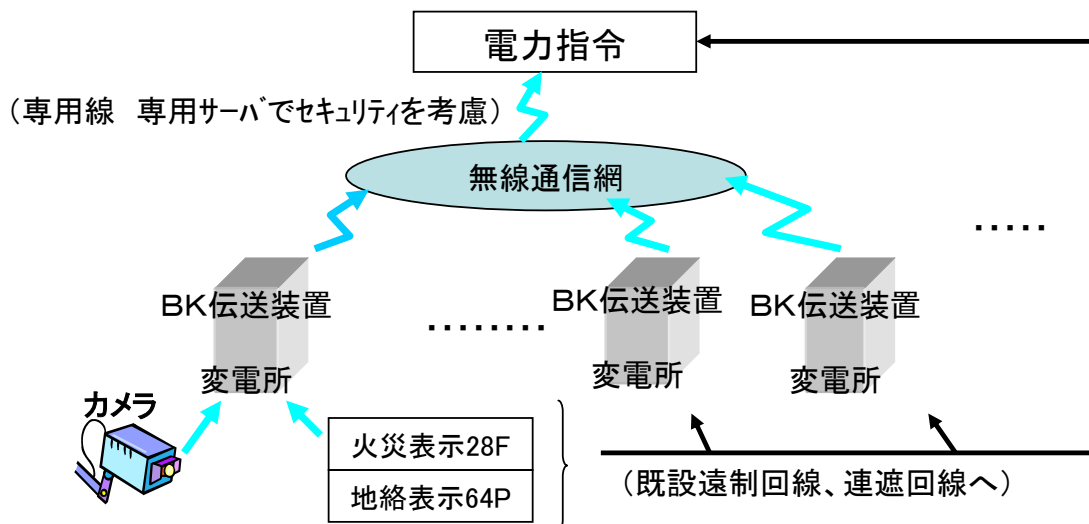 電力指令
(専用線　専用サーバでセキュリティを考慮)
無線通信網
‥‥‥
BK伝送装置
変電所
‥‥‥‥
BK伝送装置
変電所
BK伝送装置
変電所
カメラ
火災表示28F
地絡表示64P
(既設遠制回線、連遮回線へ)